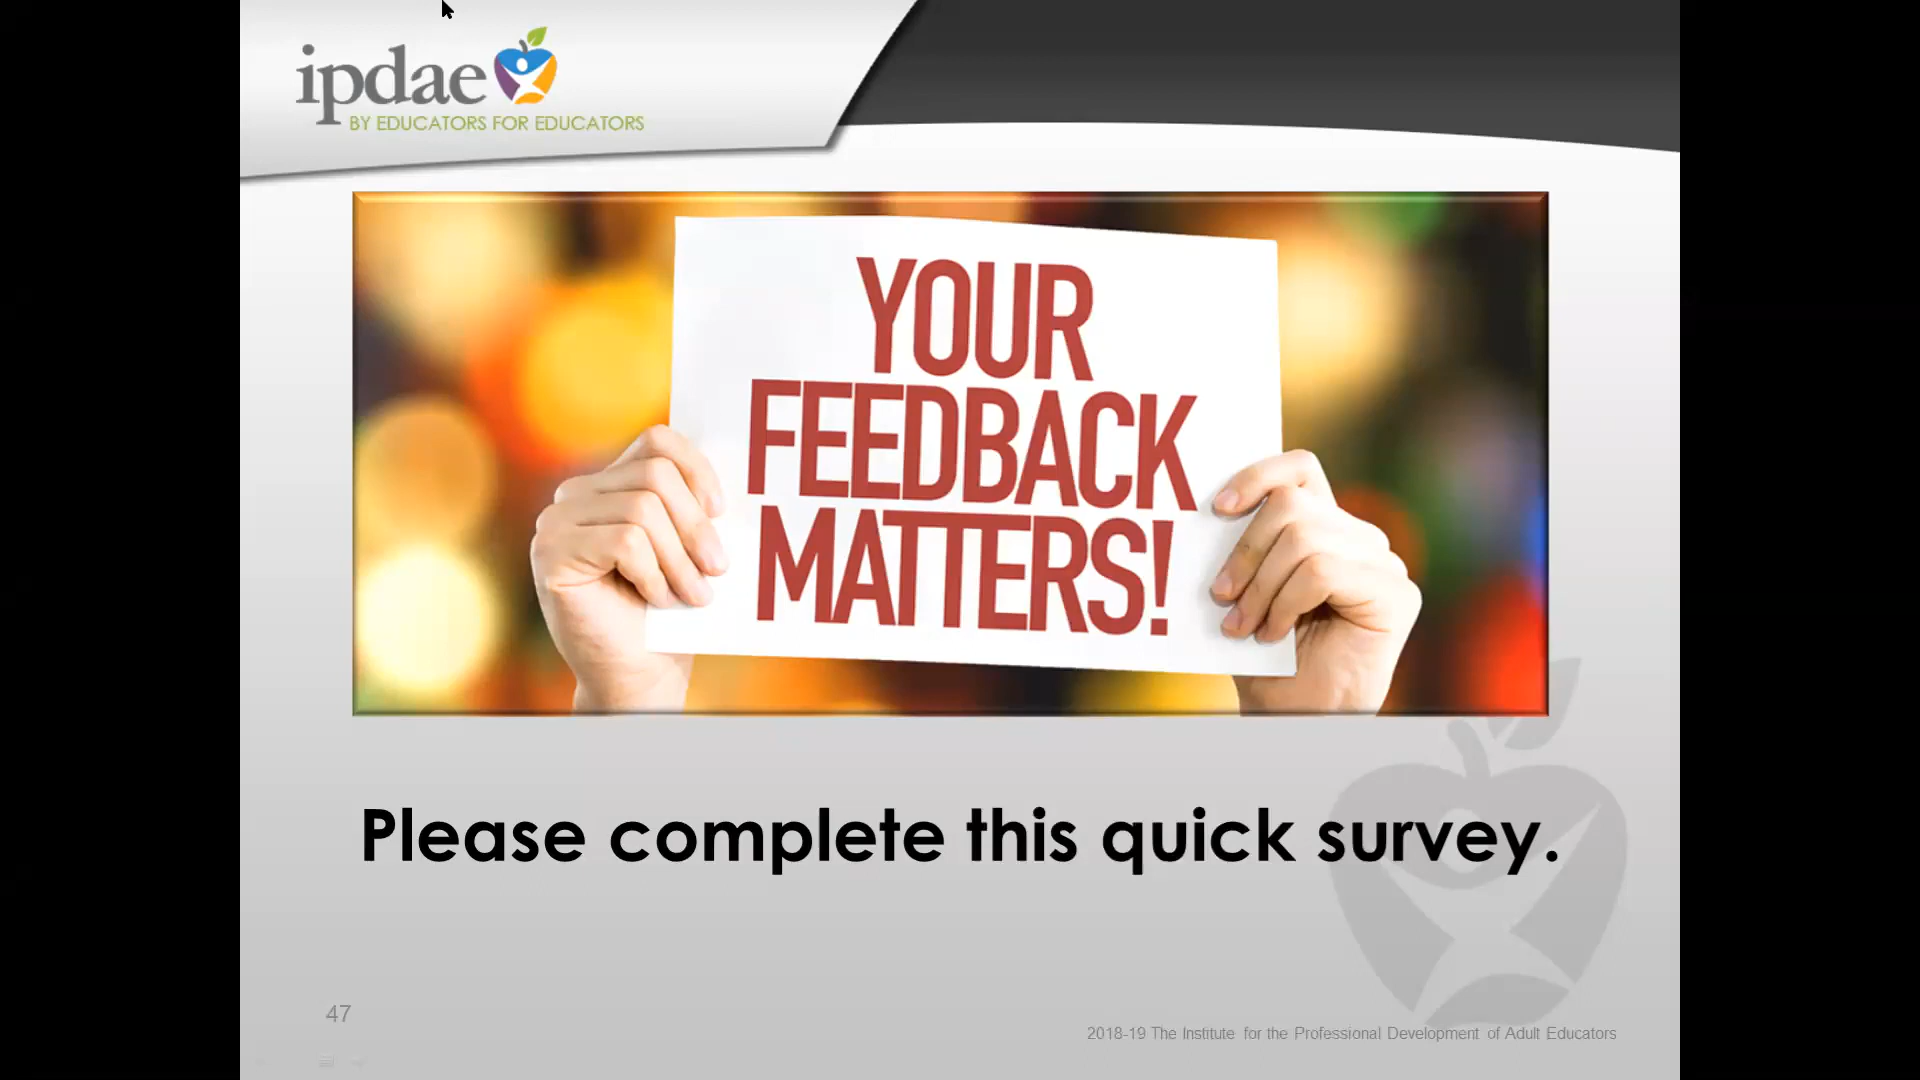 ipdae
BY EDUCATORS FOR EDUCATORS
YOUR
FEEDBACK
MATTERS!
Please complete this quick survey.
47
2018-19 The Institute for the Professional Development of Adult Educators